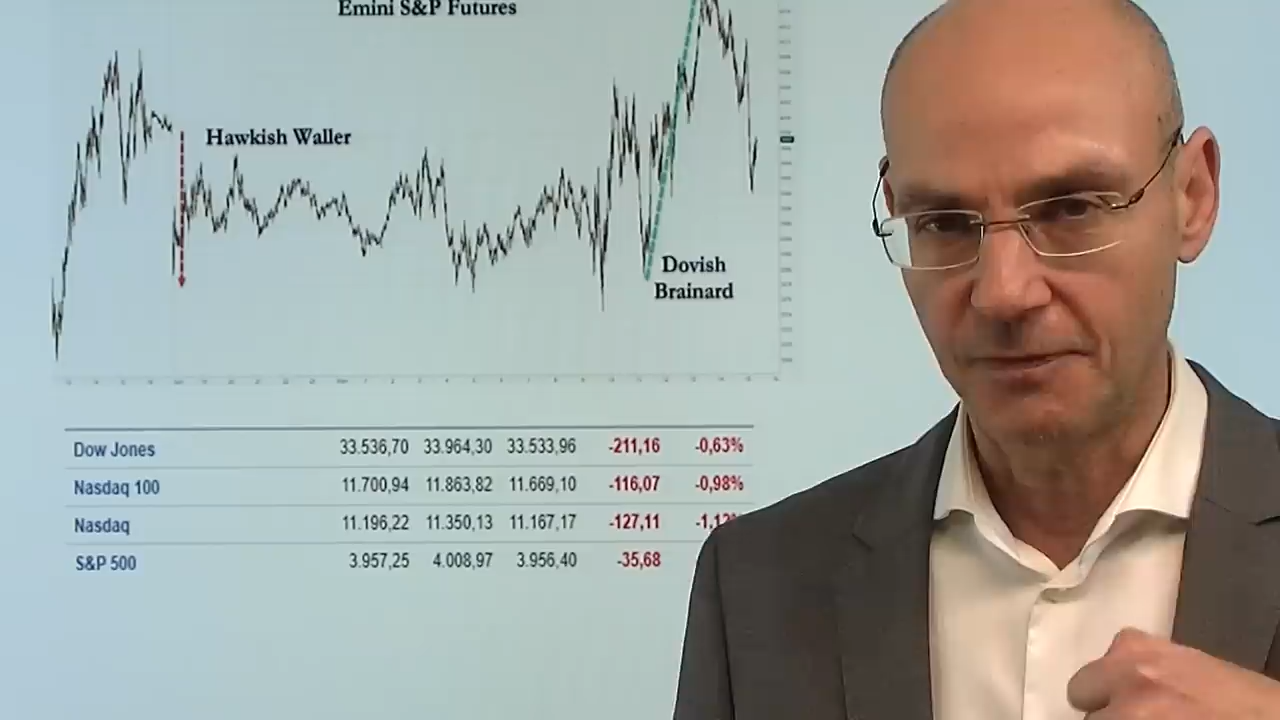 Emini S&P Futures
Hawkish Waller
Dovish
Brainard
Dow Jones 33.536,70 33.964,30 33.533,96 -211,16 -0,63%
Nasdaq 100 11.700,94 11.863,82 11.669,10 -116,07 -0,98%
Nasdaq 11.196,22 11.350,13 11.167,17 -127,11 -1,12%
S&P 500 3.957,25 4.008,97 3.956,40 -35,68